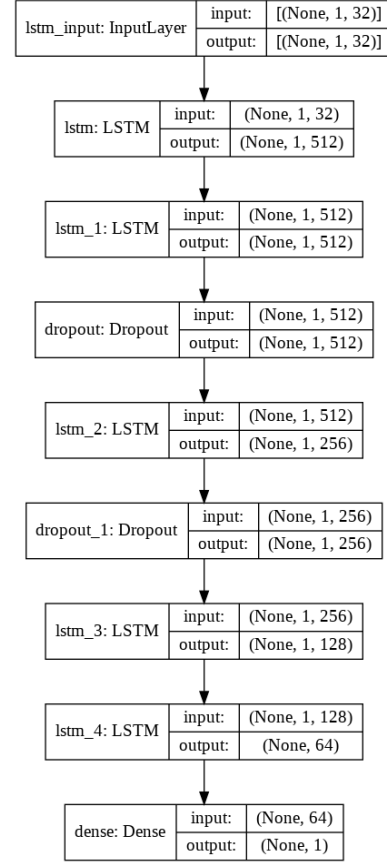 lstm_input: InputLayer input: [(None, 1, 32)]
output: [(None, 1, 32)]
lstm: LSTM input: (None, 1, 32)
output: (None, 1, 512)
lstm_1: LSTM input: (None, 1, 512)
output: (None, 1, 512)
dropout: Dropout input: (None, 1, 512)
output: (None, 1, 512)
lstm_2: LSTM input: (None, 1, 512)
output: (None, 1, 256)
dropout_1: Dropout input: (None, 1, 256)
output: (None, 1, 256)
lstm_3: LSTM input: (None, 1, 256)
output: (None, 1, 128)
lstm_4: LSTM input: (None, 1, 128)
output: (None, 64)
dense: Dense input: (None, 64)
output: (None, 1)